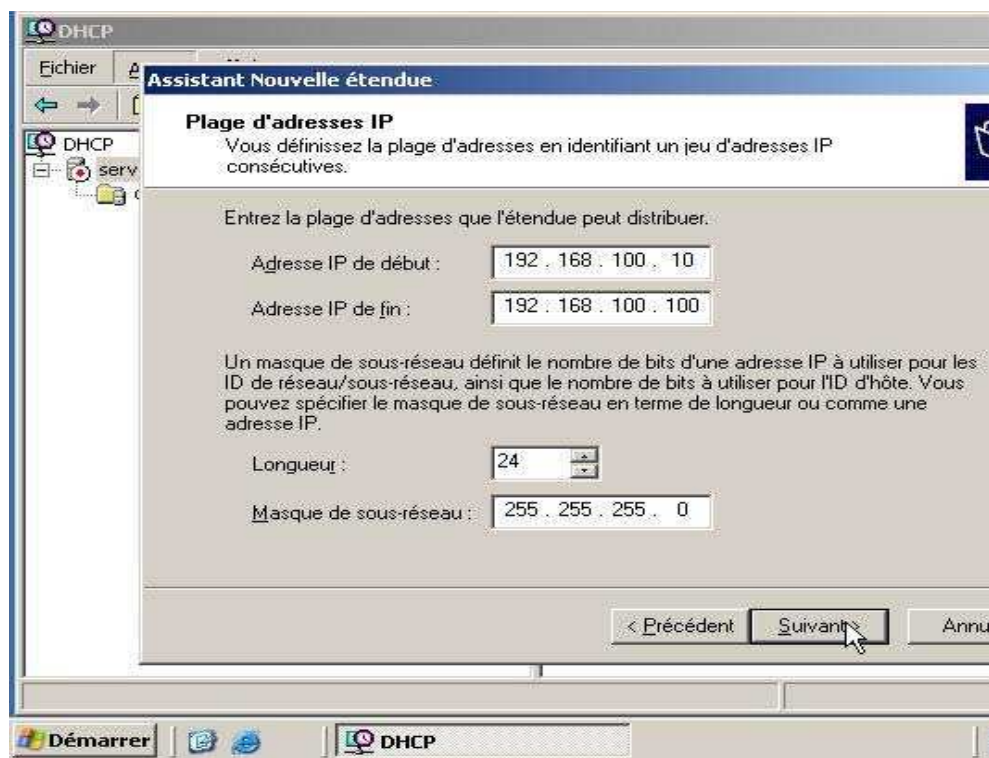 DHCP
Fichier
Assistant Nouvelle étendue
Plage d'adresses IP
Vous définissez la plage d'adresses en identifiant un jeu d'adresses IP
consécutives.
DHCP
serv
Entrez la plage d'adresses que l'étendue peut distribuer.
Adresse IP de début : 192 . 168 . 100 . 10
Adresse IP de fin : 192 . 168 . 100 . 100
Un masque de sous-réseau définit le nombre de bits d'une adresse IP à utiliser pour les
ID de réseau/sous-réseau, ainsi que le nombre de bits à utiliser pour l'ID d'hôte. Vous
pouvez spécifier le masque de sous-réseau en terme de longueur ou comme une
adresse IP.
Longueur : 24
Masque de sous-réseau : 255 . 255 . 255 . 0
< Précédent Suivant > Annu
Démarrer DHCP